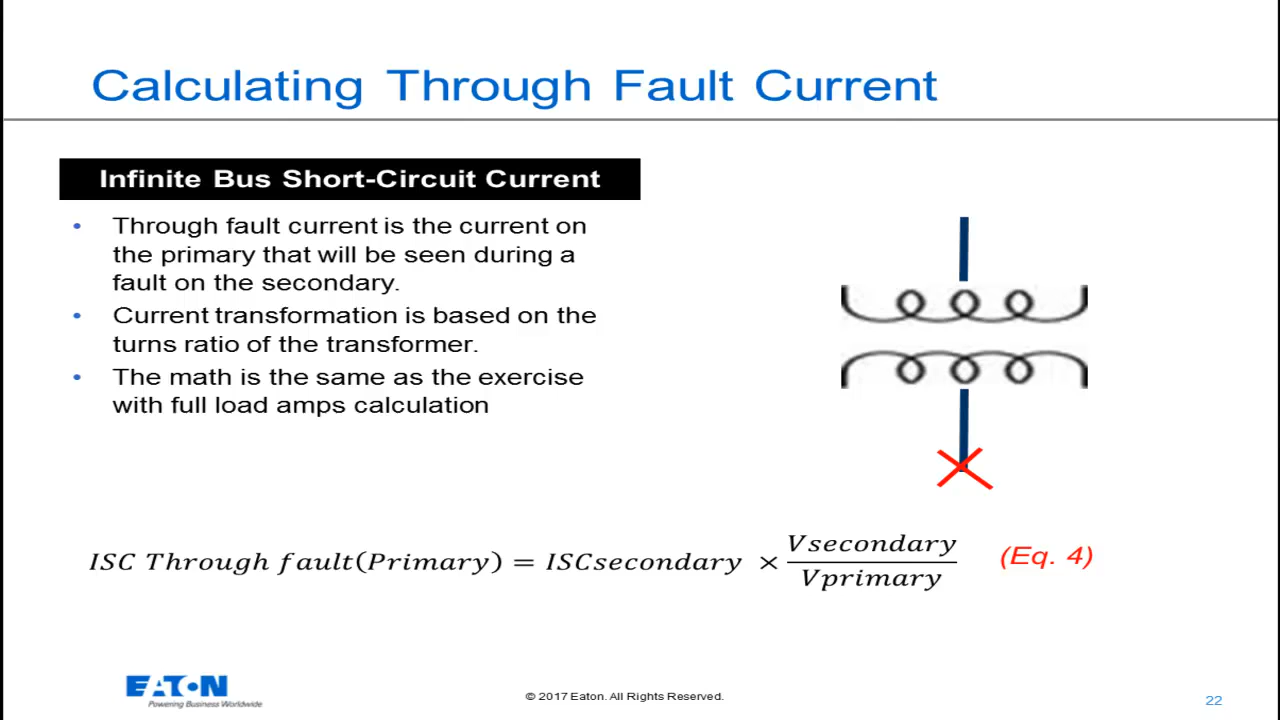 Calculating Through Fault Current
Infinite Bus Short-Circuit Current
• Through fault current is the current on
the primary that will be seen during a
fault on the secondary.
• Current transformation is based on the
turns ratio of the transformer.
• The math is the same as the exercise
with full load amps calculation
ISC Through fault(Primary) = ISCsecondary × Vsecondary / Vprimary (Eq. 4)
EATON
Powering Business Worldwide
© 2017 Eaton. All Rights Reserved.
22